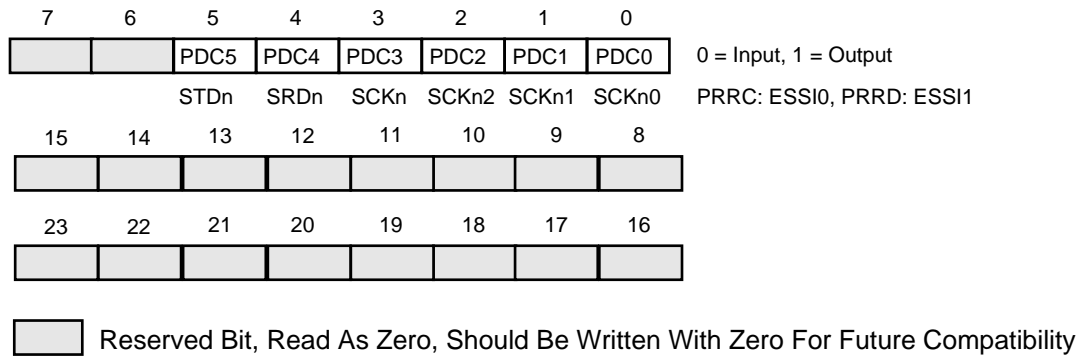 7 6 5 4 3 2 1 0
PDC5 PDC4 PDC3 PDC2 PDC1 PDC0 0 = Input, 1 = Output
STDn SRDn SCKn SCKn2 SCKn1 SCKn0 PRRC: ESSI0, PRRD: ESSI1
15 14 13 12 11 10 9 8
23 22 21 20 19 18 17 16
Reserved Bit, Read As Zero, Should Be Written With Zero For Future Compatibility